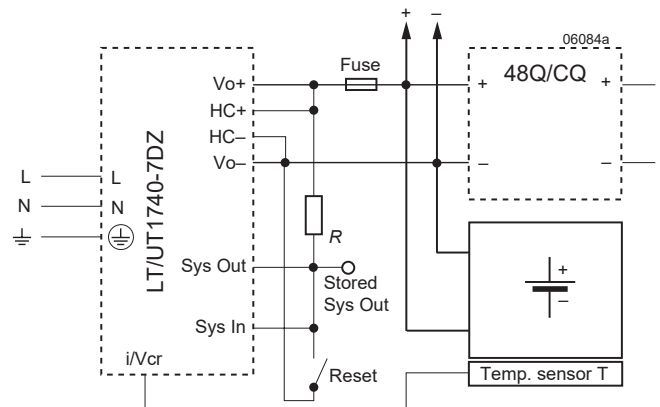 + –
06084a
Fuse
48Q/CQ
Vo+
+ +
HC+
HC–
Vo–
– –
LT/UT1740-7DZ
L L
N N
R
+
–
Sys Out
Stored
Sys Out
Sys In
i/Vcr
Reset
Temp. sensor T